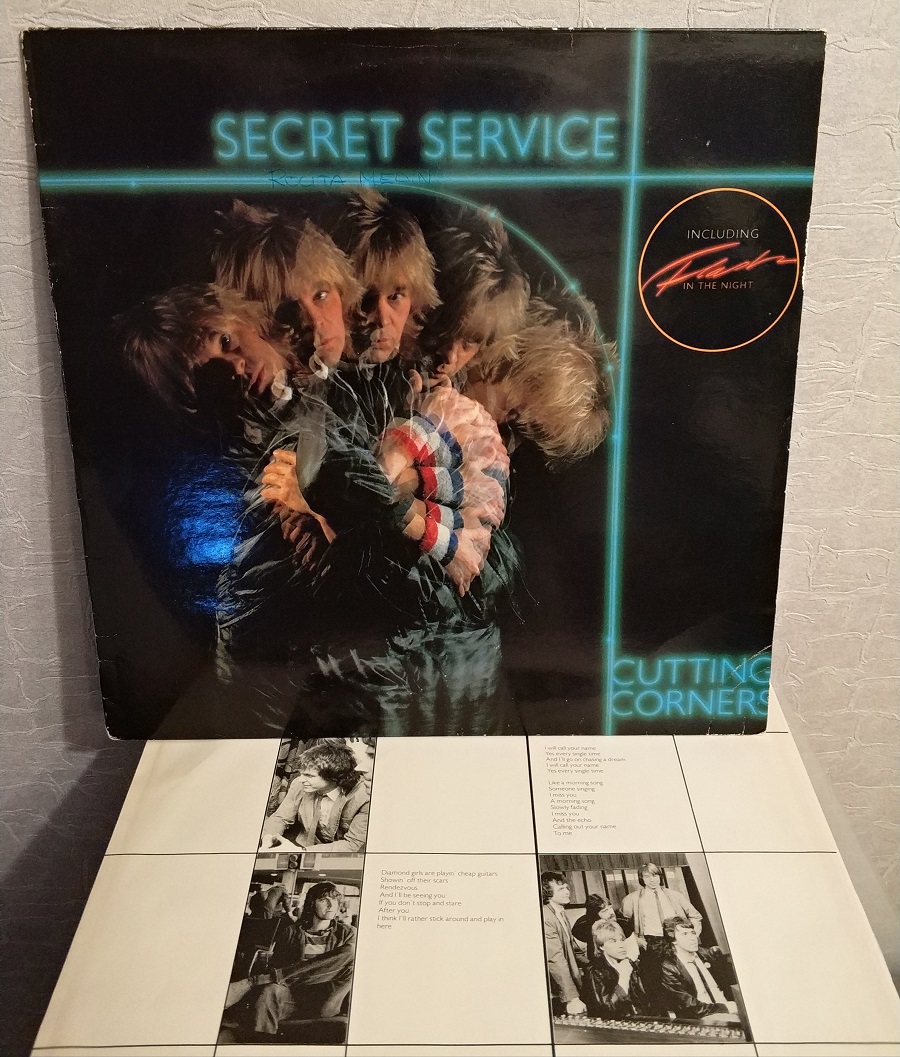 SECRET SERVICE
INCLUDING
Flash
IN THE NIGHT
CUTTING
CORNERS
I will call your name
Yes every single time
And I'll go on chasing a dream
I will call your name
Yes every single time
Like a morning song
Someone singing
I miss you
A morning song
Slowly fading
I miss you
And the echo
Calling out your name
To me
Diamond girls are playin' cheap guitars
Showin' off their scars
Rendezvous
And I'll be seeing you
If you don't stop and stare
After you
I think I'll rather stick around and play in
here